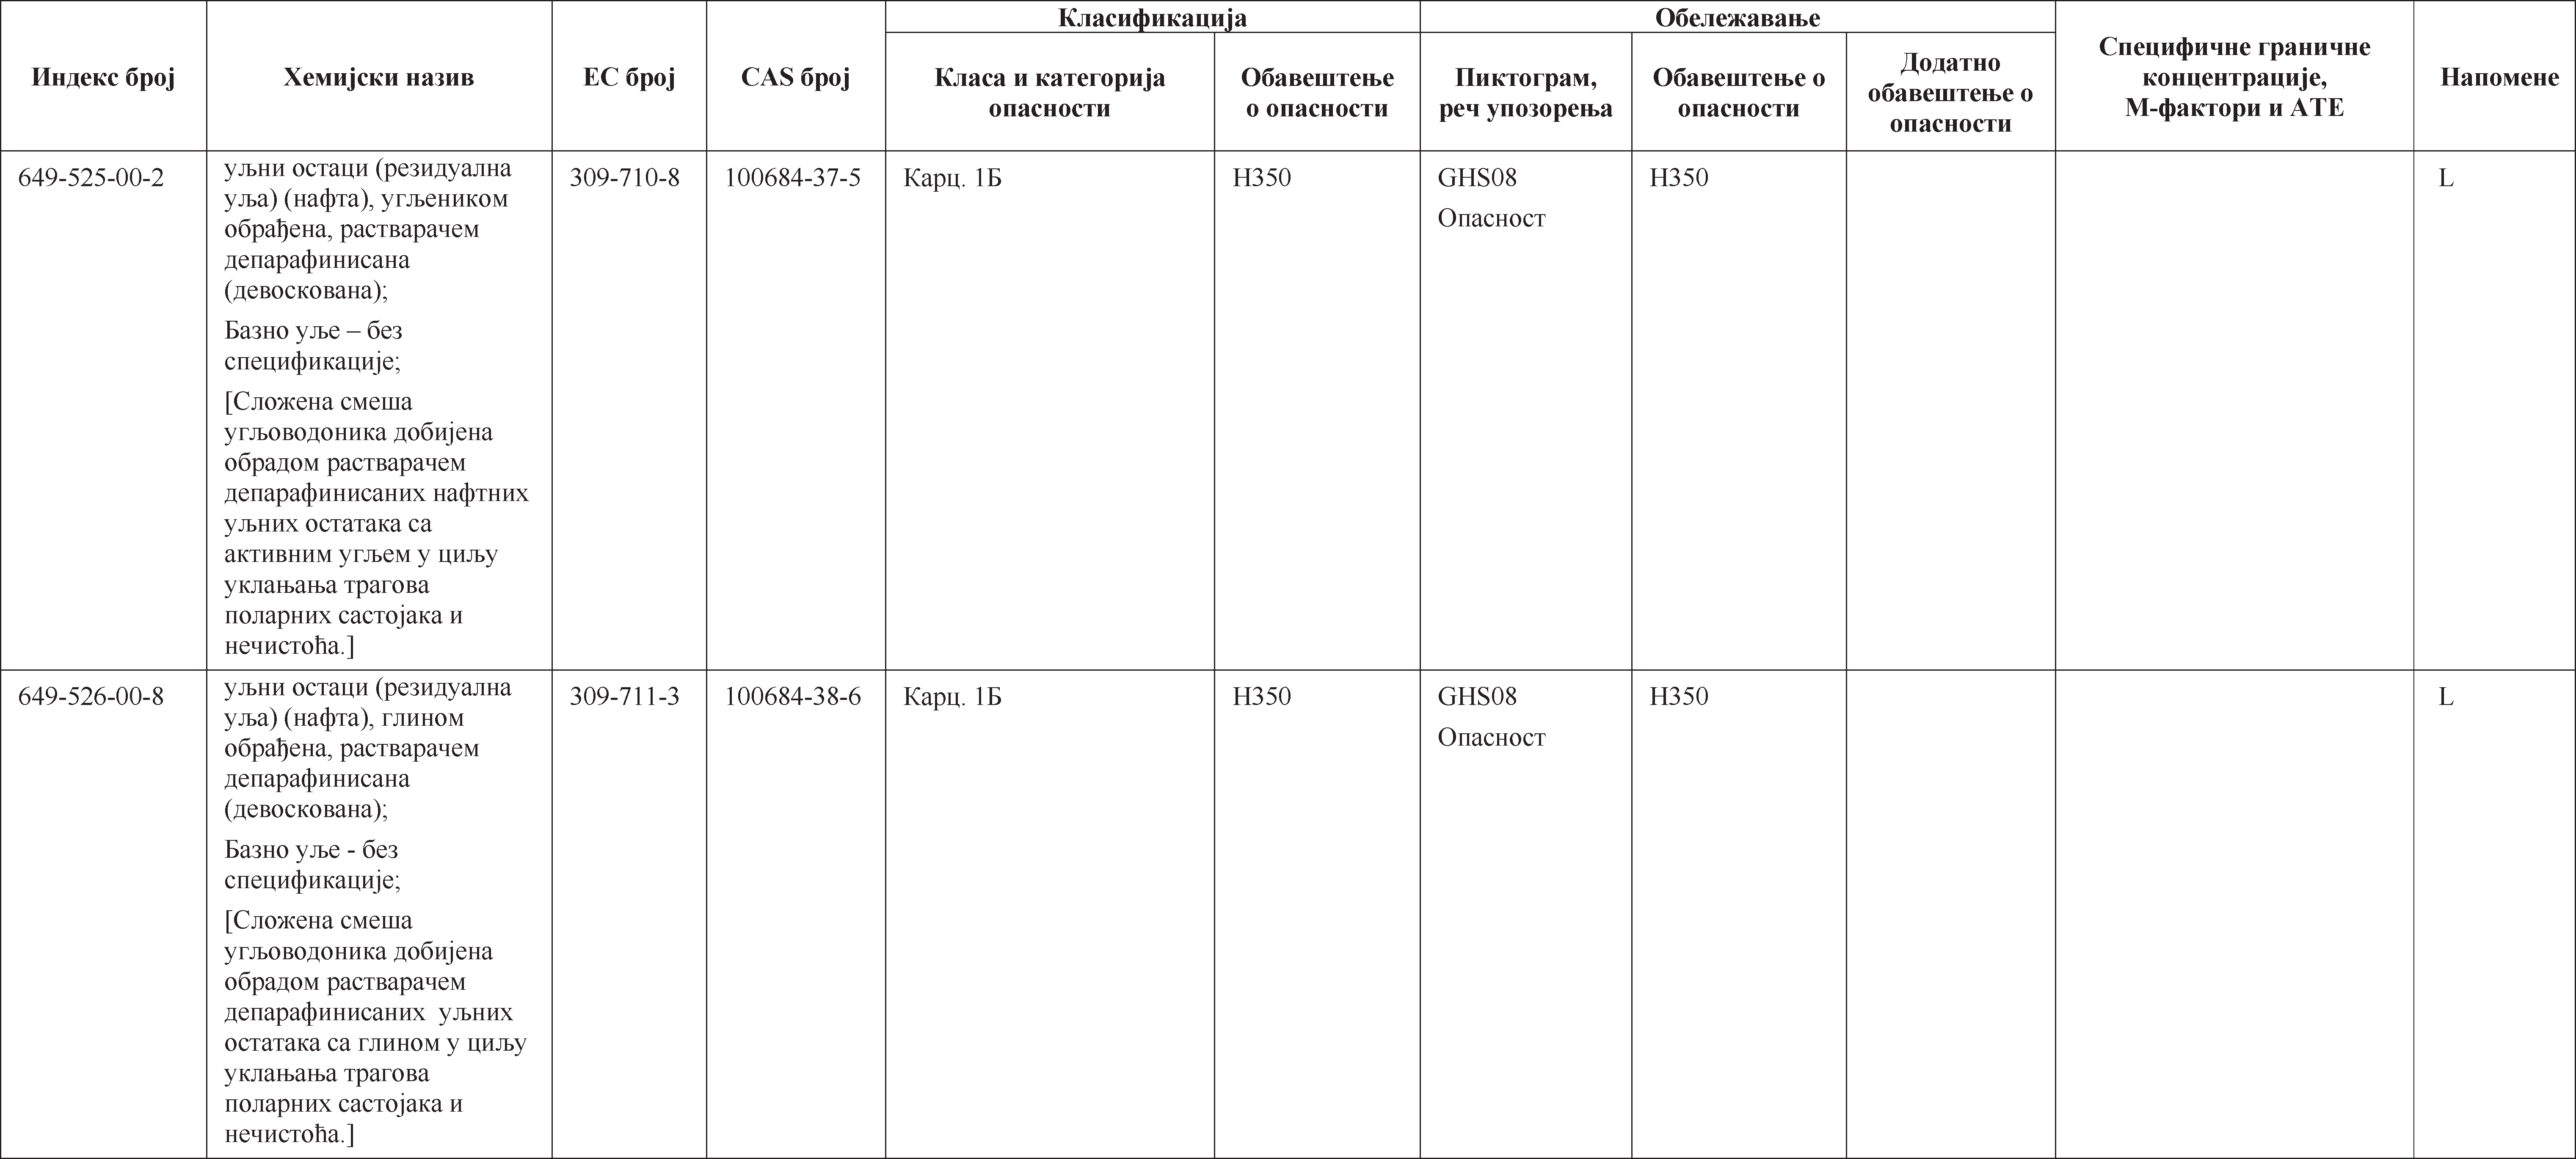 Индекс број
Хемијски назив
ЕС број
CAS број
Класификација
Класа и категорија
опасности
Обавештење
о опасности
Обележавање
Пиктограм,
реч упозорења
Обавештење о
опасности
Додатно
обавештење о
опасности
Специфичне граничне
концентрације,
М-фактори и АТЕ
Напомене
649-525-00-2
уљни остаци (резидуална
уља) (нафта), угљеником
обрађена, растварачем
депарафинисана
(девоскована);
Базно уље – без
спецификације;
[Сложена смеша
угљоводоника добијена
обрадом растварачем
депарафинисаних нафтних
уљних остатака са
активним угљем у циљу
уклањања трагова
поларних састојака и
нечистоћа.]
309-710-8
100684-37-5
Карц. 1Б
H350
GHS08
Опасност
H350
L
649-526-00-8
уљни остаци (резидуална
уља) (нафта), глином
обрађена, растварачем
депарафинисана
(девоскована);
Базно уље - без
спецификације;
[Сложена смеша
угљоводоника добијена
обрадом растварачем
депарафинисаних  уљних
остатака са глином у циљу
уклањања трагова
поларних састојака и
нечистоћа.]
309-711-3
100684-38-6
Карц. 1Б
H350
GHS08
Опасност
H350
L